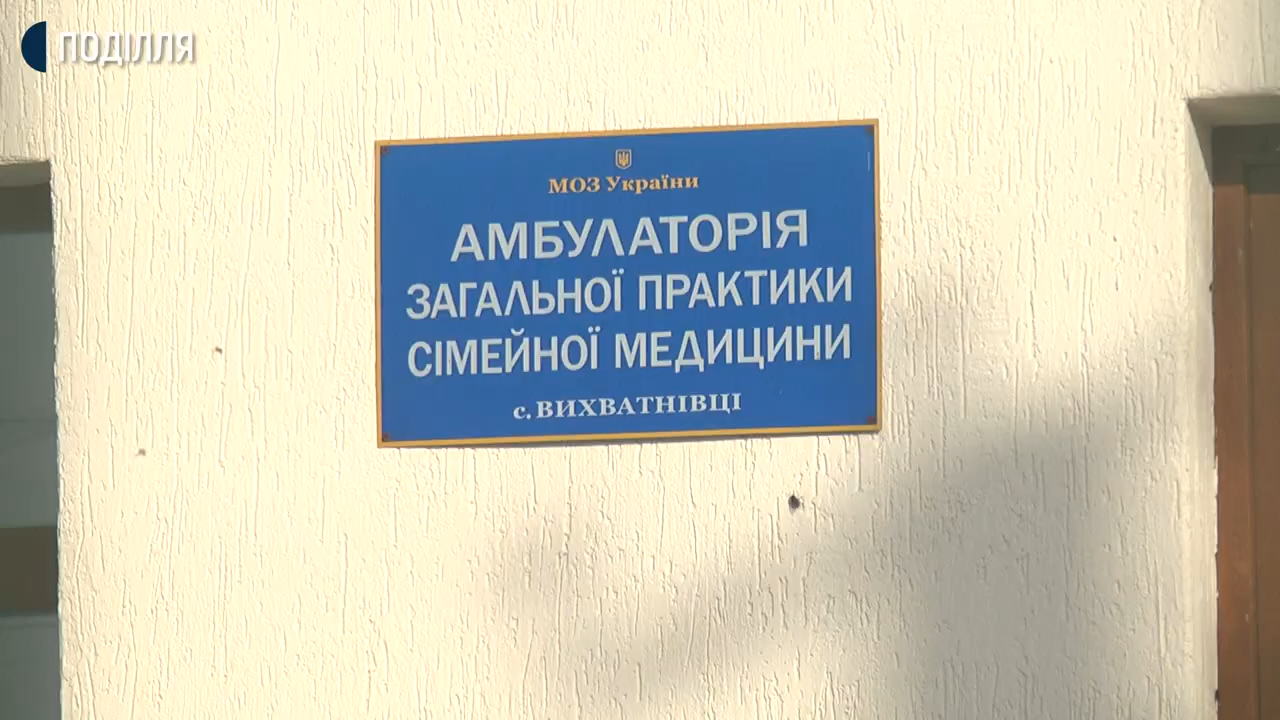 ПОДІЛЛЯ
МОЗ України
АМБУЛАТОРІЯ
ЗАГАЛЬНОЇ ПРАКТИКИ
СІМЕЙНОЇ МЕДИЦИНИ
с. ВИХВАТНІВЦІ